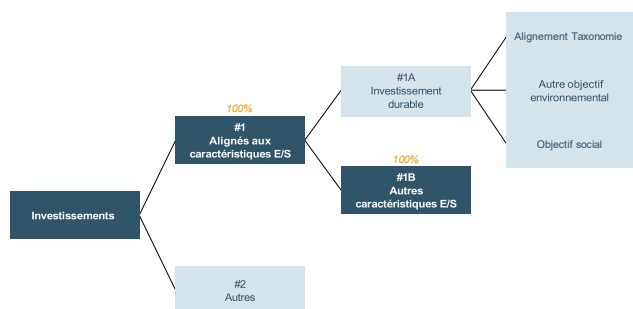 Investissements
100%
#1
Alignés aux
caractéristiques E/S
#2
Autres
#1A
Investissement
durable
100%
#1B
Autres
caractéristiques E/S
Alignement Taxonomie
Autre objectif
environnemental
Objectif social